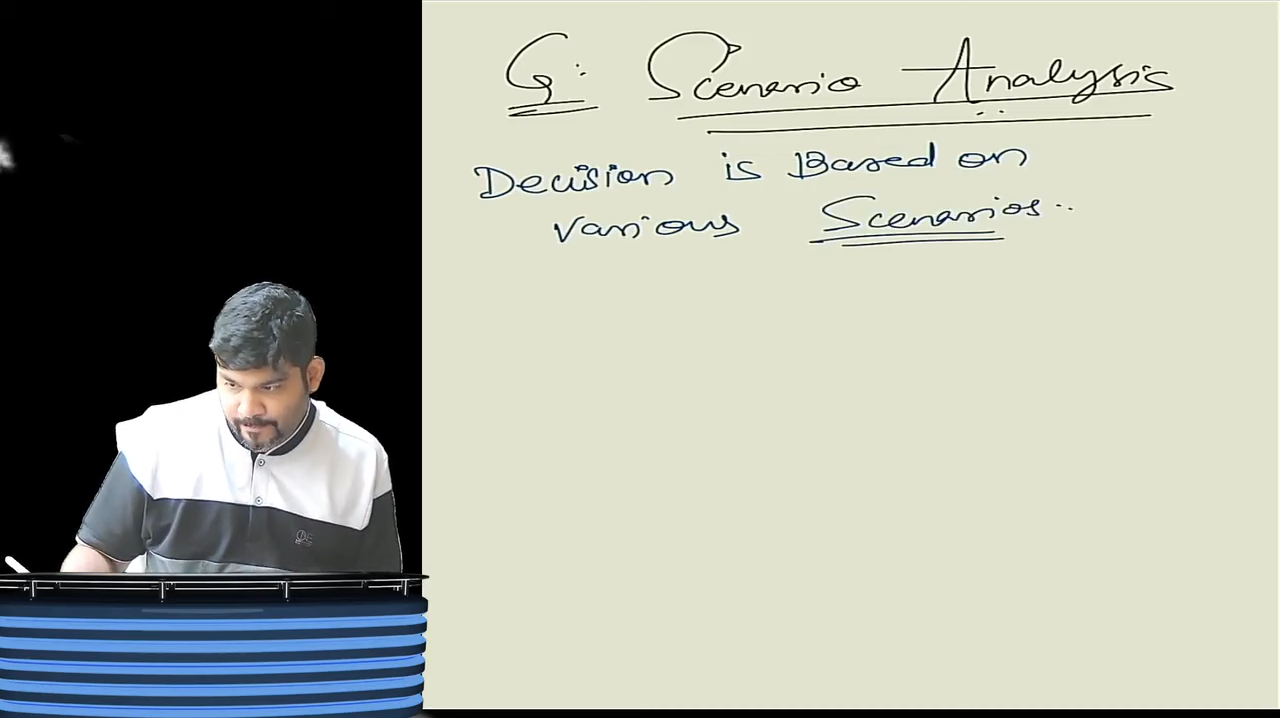 G: Scenario Analysis
Decision is Based on
various Scenarios..